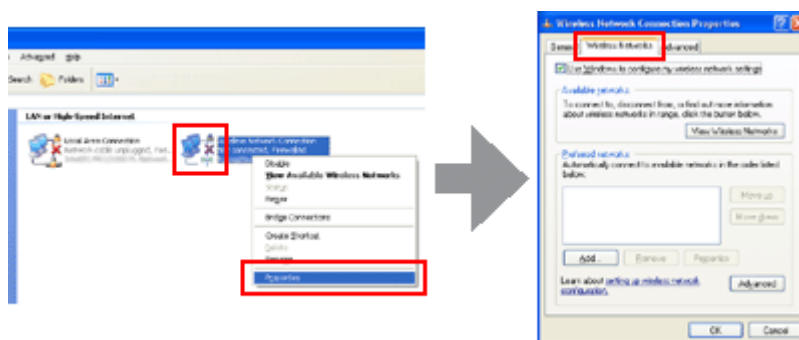 Advanced Help
Search Folders
LAN or High-Speed Internet
Local Area Connection
Network cable unplugged, Fire...
Wireless Network Connection
Not connected, Firewalled
Disable
View Available Wireless Networks
Status
Repair
Bridge Connections
Create Shortcut
Delete
Rename
Properties
Wireless Network Connection Properties
General Wireless Networks Advanced
Use Windows to configure my wireless network settings
Available networks
To connect to, disconnect from, or find out more information
about wireless networks in range, click the button below.
View Wireless Networks
Preferred networks
Automatically connect to available networks in the order listed
below:
Move up
Move down
Add... Remove Properties
Learn about setting up wireless network
configuration.
Advanced
OK Cancel